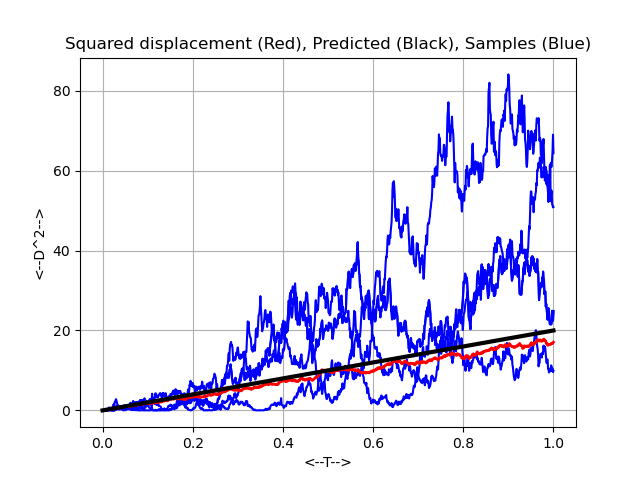 Squared displacement (Red), Predicted (Black), Samples (Blue)
80
60
40
20
0
<--D^2-->
0.0 0.2 0.4 0.6 0.8 1.0
<--T-->